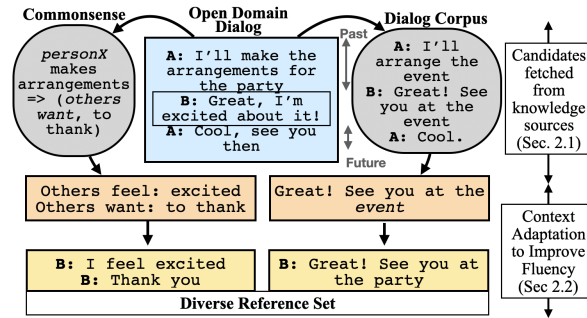 Commonsense
Open Domain
Dialog
Dialog Corpus
personX
makes
arrangements
=> (others
want, to
thank)
A: I'll make the
arrangements for
the party
B: Great, I'm
excited about it!
A: Cool, see you
then
Past
Future
A: I'll
arrange the
event
B: Great! See
you at the
event
A: Cool.
Candidates
fetched
from
knowledge
sources
(Sec. 2.1)
Others feel: excited
Others want: to thank
Great! See you at the
event
Context
Adaptation
to Improve
Fluency
(Sec 2.2)
B: I feel excited
B: Thank you
B: Great! See you at
the party
Diverse Reference Set